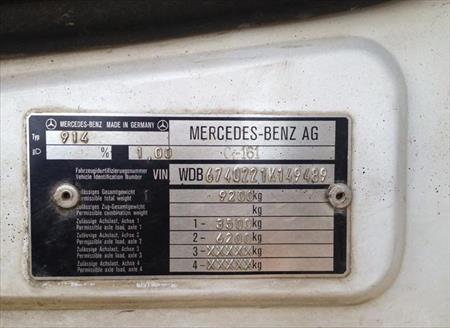 MERCEDES-BENZ MADE IN GERMANY
Typ 914
MERCEDES-BENZ AG
% 1,00
Fahrzeugidentifizierungsnummer
Vehicle Identification Number
VIN WDB6740221K149489
Zulässiges Gesamtgewicht
Permissible total weight
9200 kg
Zulässiges Zug-Gesamtgewicht
Permissible combination weight
kg
Zulässige Achslast, Achse 1
Permissible axle load, axle 1
1- 3500 kg
Zulässige Achslast, Achse 2
Permissible axle load, axle 2
2- 6200 kg
Zulässige Achslast, Achse 3
Permissible axle load, axle 3
3- XXXXX kg
Zulässige Achslast, Achse 4
Permissible axle load, axle 4
4- XXXXX kg